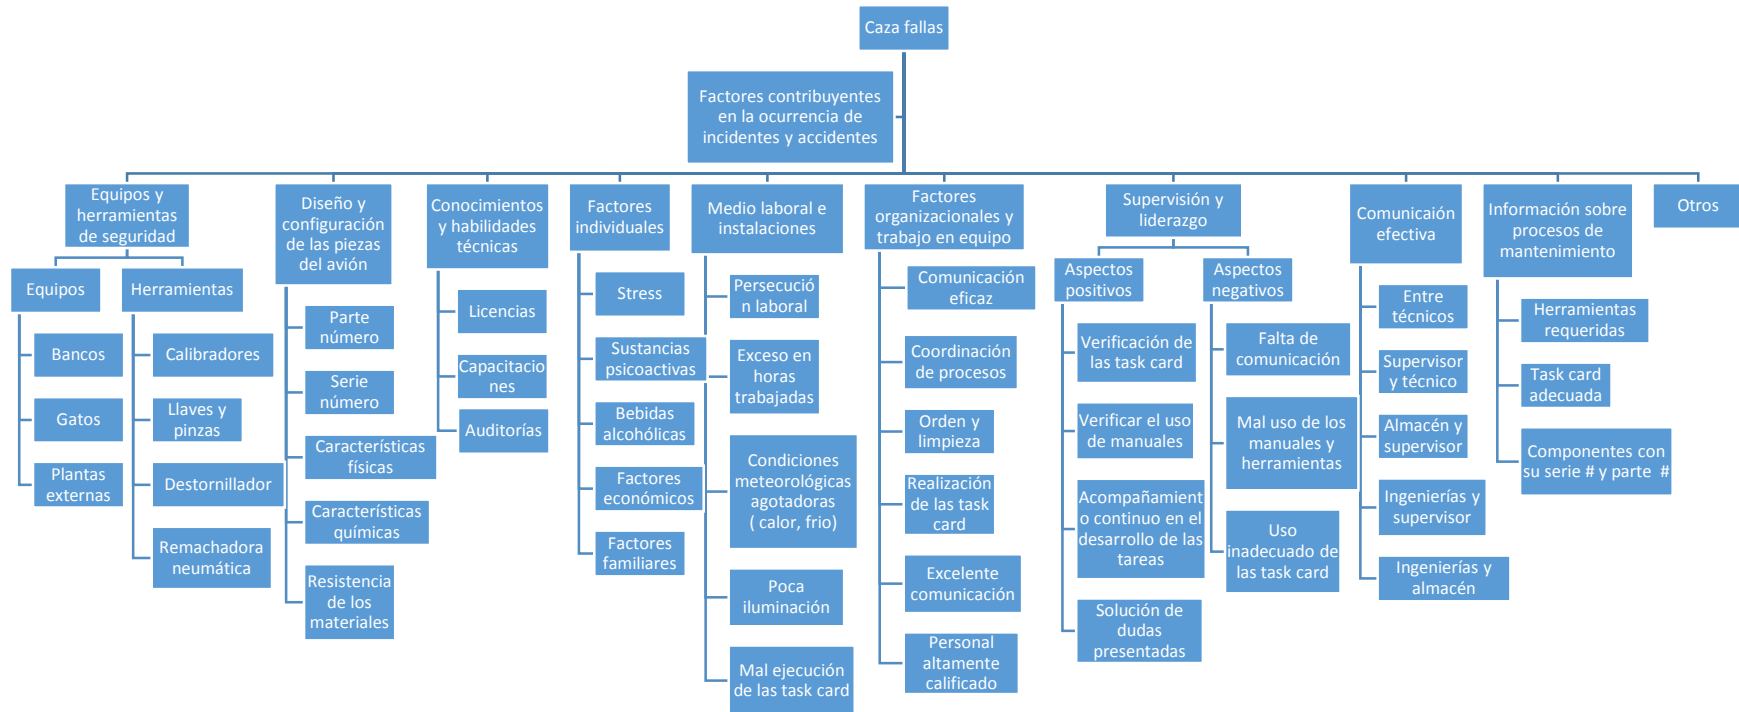 Caza fallas
Factores contribuyentes
en la ocurrencia de
incidentes y accidentes
Equipos y
herramientas
de seguridad
Equipos
Bancos
Gatos
Plantas
externas
Herramientas
Calibradores
Llaves y
pinzas
Destornillador
Remachadora
neumática
Diseño y
configuración
de las piezas
del avión
Parte
número
Serie
número
Características
físicas
Características
químicas
Resistencia
de los
materiales
Conocimientos
y habilidades
técnicas
Licencias
Capacitacio
nes
Auditorías
Factores
individuales
Stress
Sustancias
psicoactivas
Bebidas
alcohólicas
Factores
económicos
Factores
familiares
Medio laboral e
instalaciones
Persecució
n laboral
Exceso en
horas
trabajadas
Condiciones
meteorológicas
agotadoras
( calor, frio)
Poca
iluminación
Mal ejecución
de las task card
Factores
organizacionales y
trabajo en equipo
Comunicación
eficaz
Coordinación
de procesos
Orden y
limpieza
Realización
de las task
card
Excelente
comunicación
Personal
altamente
calificado
Supervisión y
liderazgo
Aspectos
positivos
Verificación de
las task card
Verificar el uso
de manuales
Acompañamient
o continuo en el
desarrollo de las
tareas
Solución de
dudas
presentadas
Aspectos
negativos
Falta de
comunicación
Mal uso de los
manuales y
herramientas
Uso
inadecuado de
las task card
Comunicaión
efectiva
Entre
técnicos
Supervisor
y técnico
Almacén y
supervisor
Ingenierías y
supervisor
Ingenierías y
almacén
Información sobre
procesos de
mantenimiento
Herramientas
requeridas
Task card
adecuada
Componentes con
su serie # y parte #
Otros